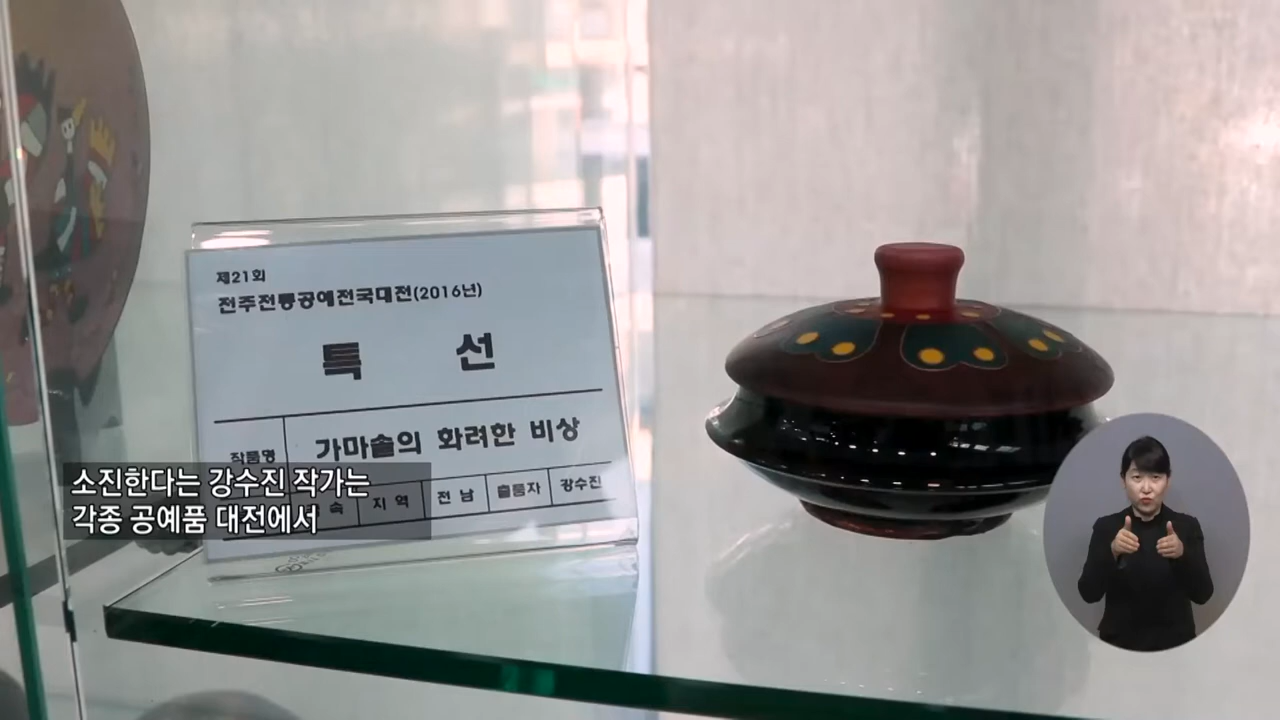 제21회
전주전통공예전국대전(2016년)
특 선
작품명 가마솥의 화려한 비상
속 지 역 전 남 출품자 강수진
소진한다는 강수진 작가는
각종 공예품 대전에서